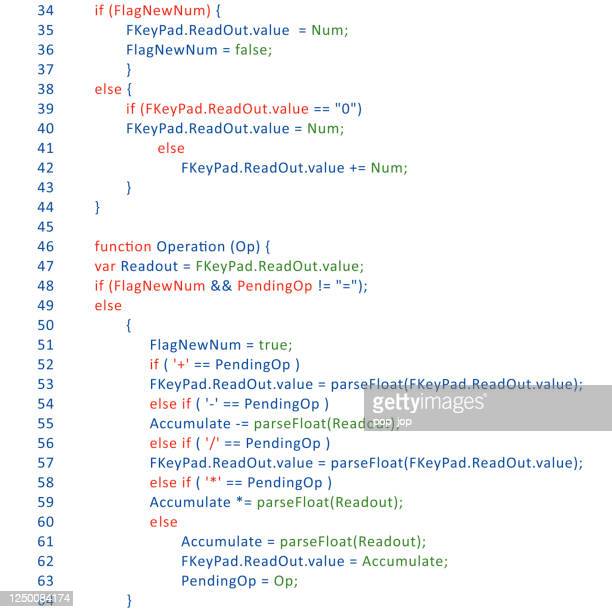 34 if (FlagNewNum) {
35 FKeyPad.ReadOut.value = Num;
36 FlagNewNum = false;
37 }
38 else {
39 if (FKeyPad.ReadOut.value == "0")
40 FKeyPad.ReadOut.value = Num;
41 else
42 FKeyPad.ReadOut.value += Num;
43 }
44 }
45
46 function Operation (Op) {
47 var Readout = FKeyPad.ReadOut.value;
48 if (FlagNewNum && PendingOp != "=");
49 else
50 {
51 FlagNewNum = true;
52 if ( '+' == PendingOp )
53 FKeyPad.ReadOut.value = parseFloat(FKeyPad.ReadOut.value);
54 else if ( '-' == PendingOp )
55 Accumulate -= parseFloat(Readout);
56 else if ( '/' == PendingOp )
57 FKeyPad.ReadOut.value = parseFloat(FKeyPad.ReadOut.value);
58 else if ( '*' == PendingOp )
59 Accumulate *= parseFloat(Readout);
60 else
61 Accumulate = parseFloat(Readout);
62 FKeyPad.ReadOut.value = Accumulate;
63 PendingOp = Op;
64 }
gettyimages
pop_jop
1250084174